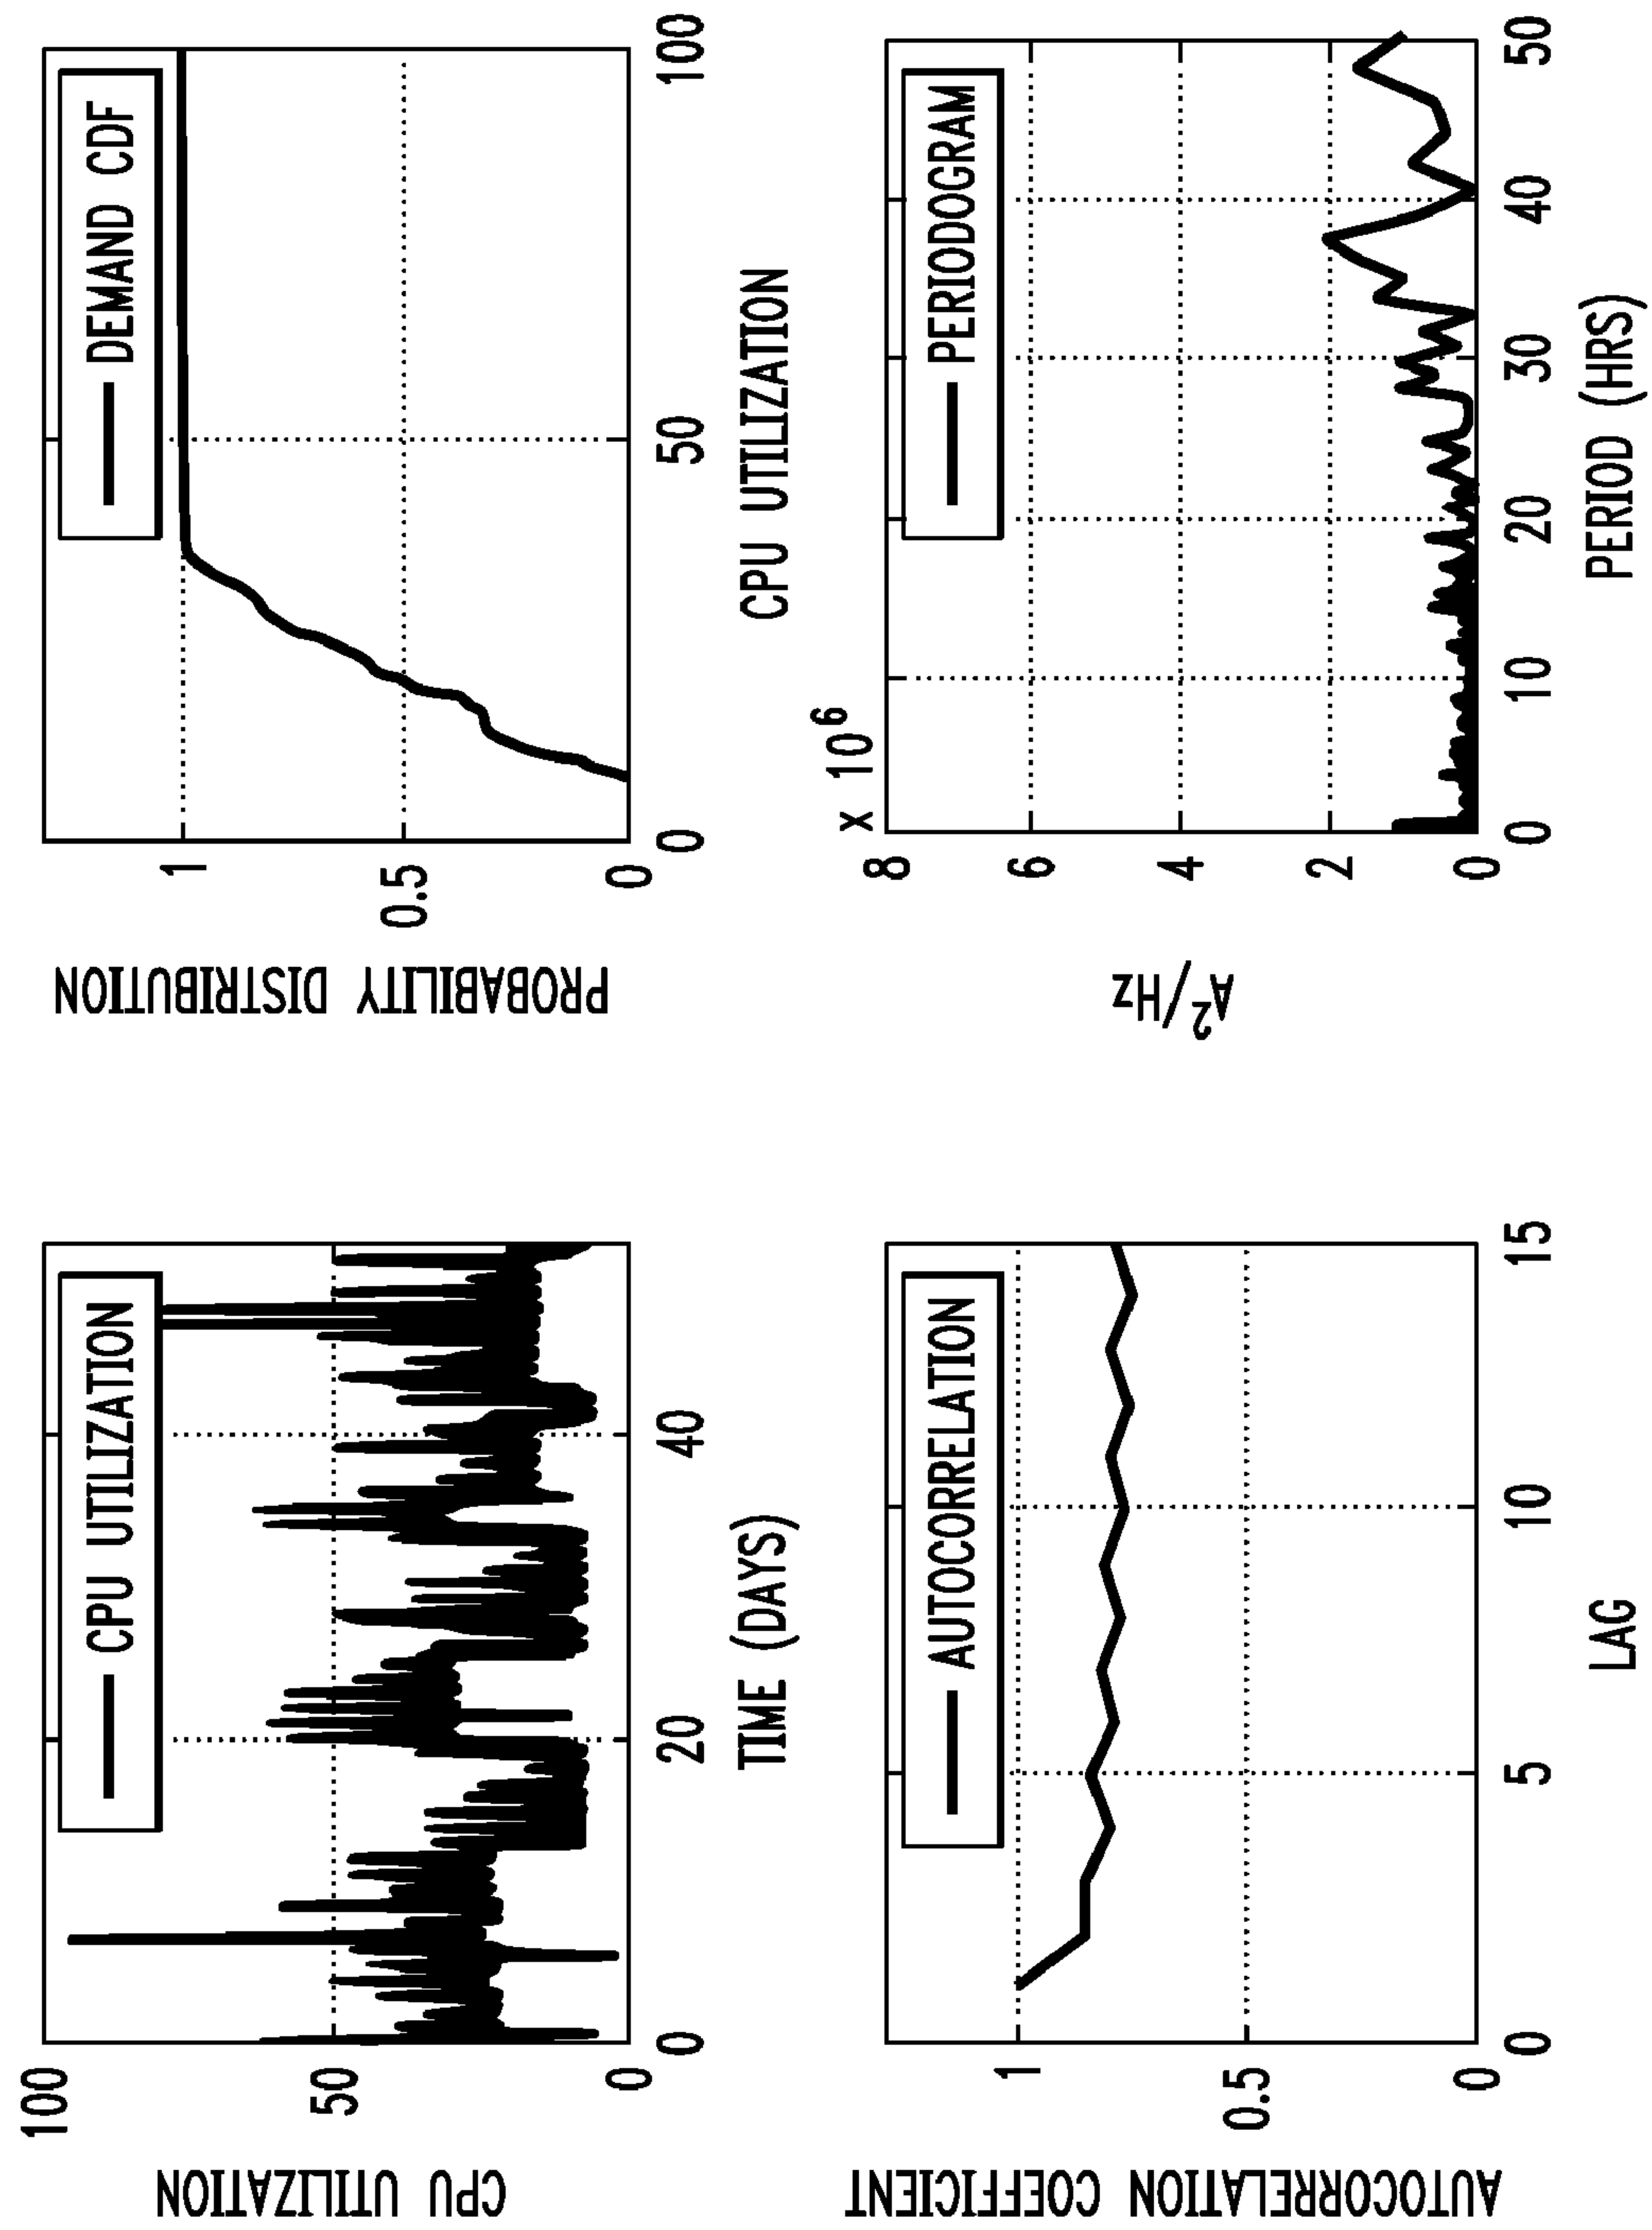 CPU UTILIZATION
100
50
0
CPU UTILIZATION
0
20
40
TIME (DAYS)
PROBABILITY DISTRIBUTION
1
0.5
0
DEMAND CDF
0
50
100
CPU UTILIZATION
AUTOCORRELATION COEFFICIENT
1
0.5
0
AUTOCORRELATION
0
5
10
15
LAG
A²/Hz
x 10⁶
8
6
4
2
0
PERIODOGRAM
0
10
20
30
40
50
PERIOD (HRS)